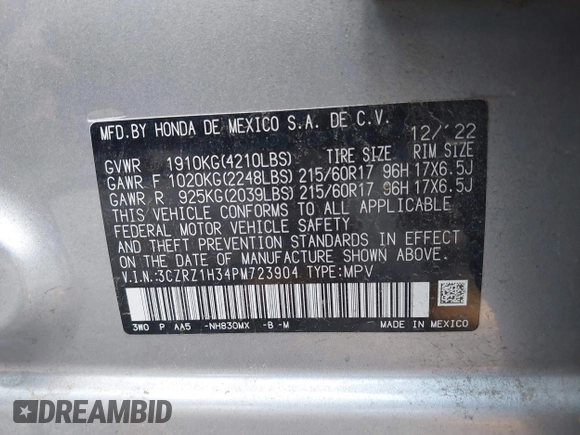 MFD.BY HONDA DE MEXICO S.A. DE C.V. 12/'22
GVWR 1910KG(4210LBS) TIRE SIZE RIM SIZE
GAWR F 1020KG(2248LBS) 215/60R17 96H 17X6.5J
GAWR R 925KG(2039LBS) 215/60R17 96H 17X6.5J
THIS VEHICLE CONFORMS TO ALL APPLICABLE
FEDERAL MOTOR VEHICLE SAFETY
AND THEFT PREVENTION STANDARDS IN EFFECT
ON THE DATE OF MANUFACTURE SHOWN ABOVE.
V.I.N.:3CZRZ1H34PM723904 TYPE:MPV
3W0 P AA5 -NH830MX -B -M MADE IN MEXICO
DREAMBID